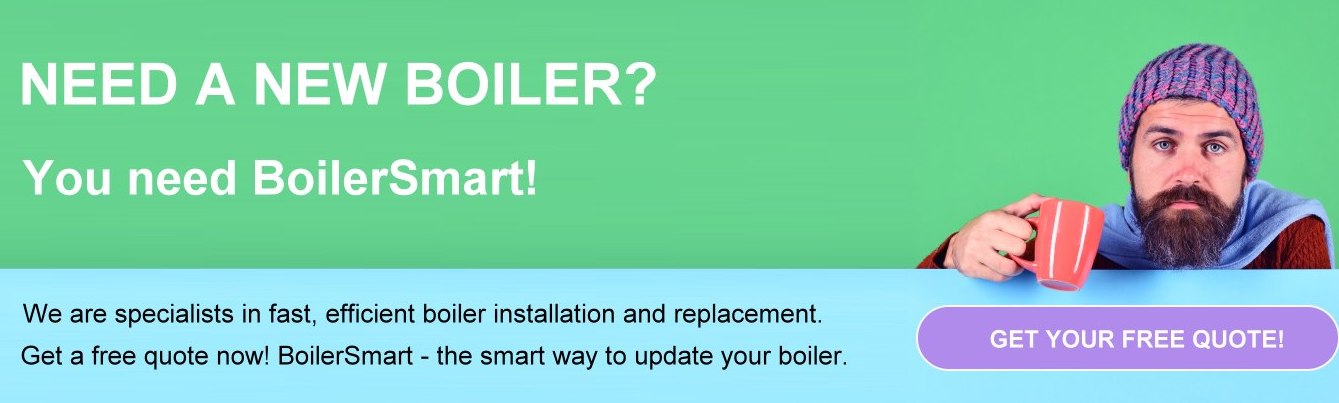 NEED A NEW BOILER?
You need BoilerSmart!
We are specialists in fast, efficient boiler installation and replacement.
Get a free quote now! BoilerSmart - the smart way to update your boiler.
GET YOUR FREE QUOTE!